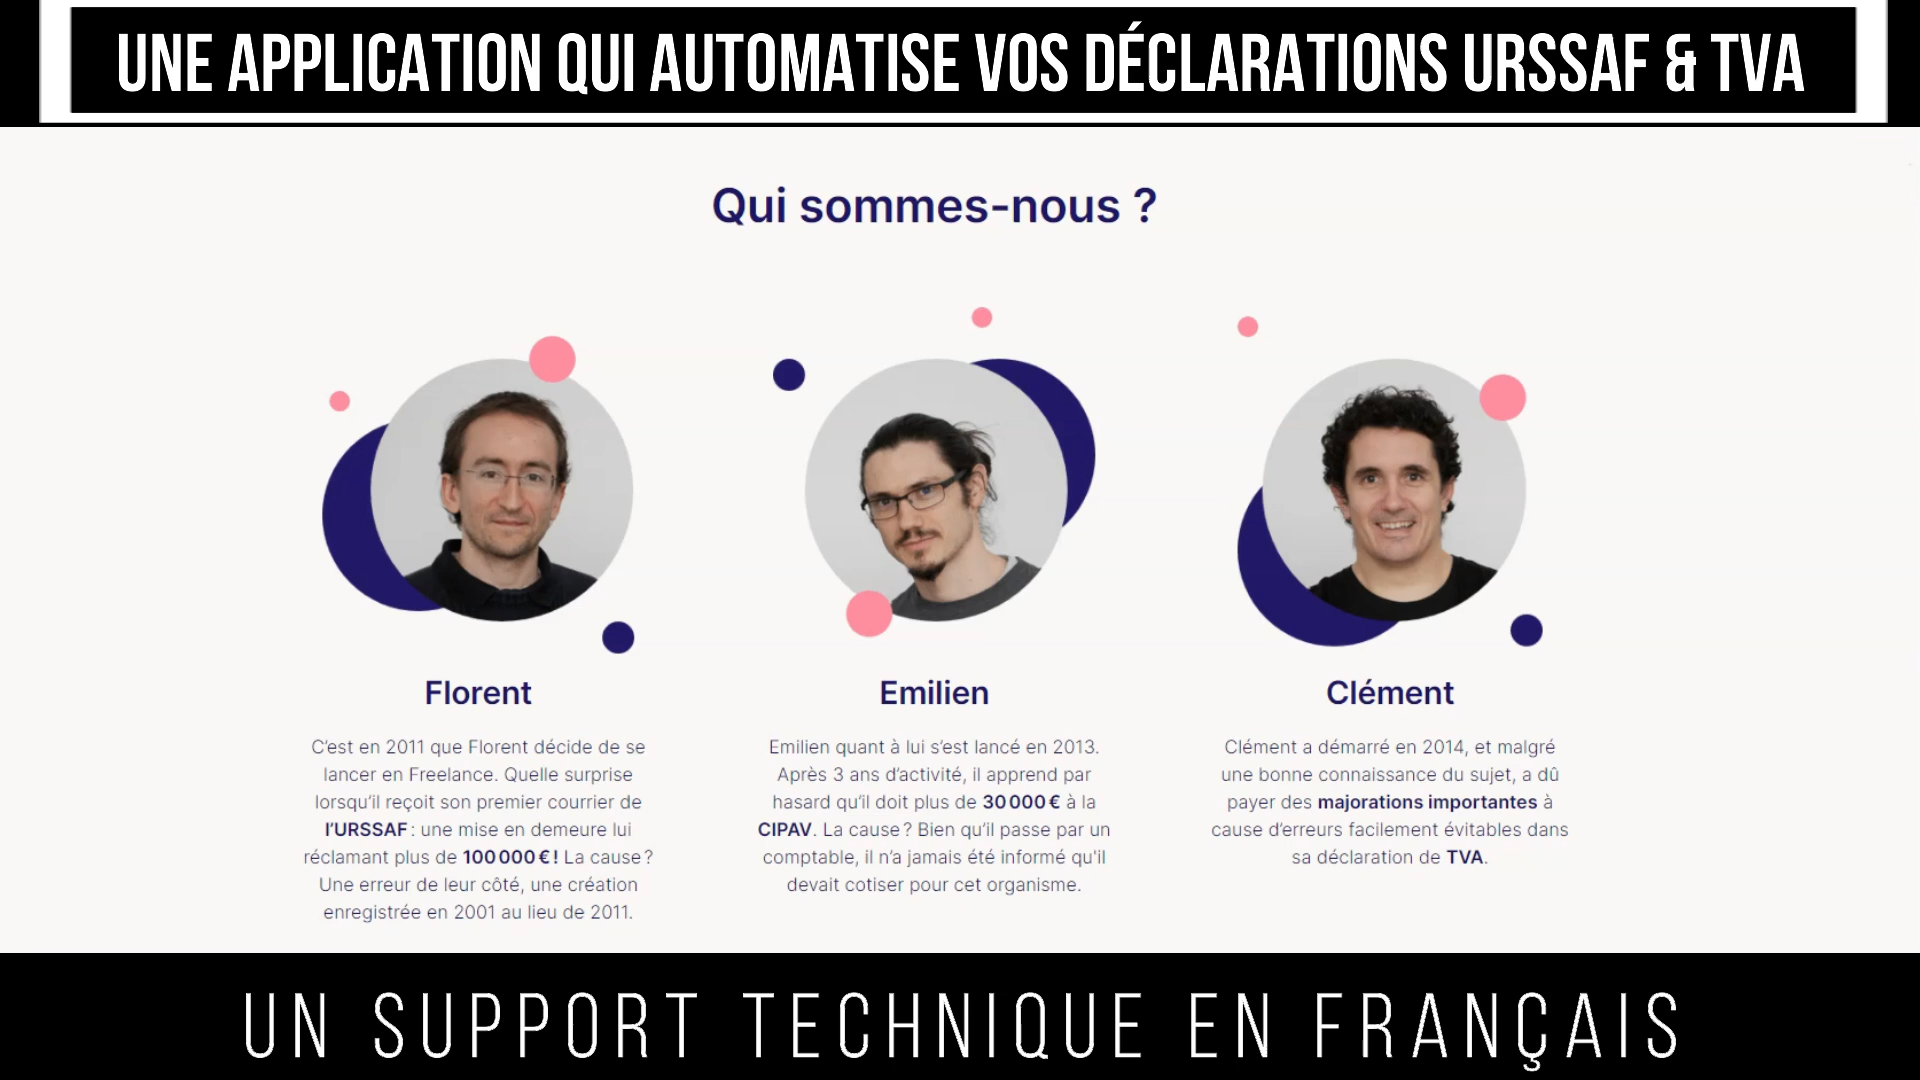 UNE APPLICATION QUI AUTOMATISE VOS DÉCLARATIONS URSSAF & TVA
Qui sommes-nous ?
Florent
C'est en 2011 que Florent décide de se
lancer en Freelance. Quelle surprise
lorsqu'il reçoit son premier courrier de
l'URSSAF : une mise en demeure lui
réclamant plus de 100 000 € ! La cause ?
Une erreur de leur côté, une création
enregistrée en 2001 au lieu de 2011.
Emilien
Emilien quant à lui s'est lancé en 2013.
Après 3 ans d'activité, il apprend par
hasard qu'il doit plus de 30 000 € à la
CIPAV. La cause ? Bien qu'il passe par un
comptable, il n'a jamais été informé qu'il
devait cotiser pour cet organisme.
Clément
Clément a démarré en 2014, et malgré
une bonne connaissance du sujet, a dû
payer des majorations importantes à
cause d'erreurs facilement évitables dans
sa déclaration de TVA.
UN SUPPORT TECHNIQUE EN FRANÇAIS